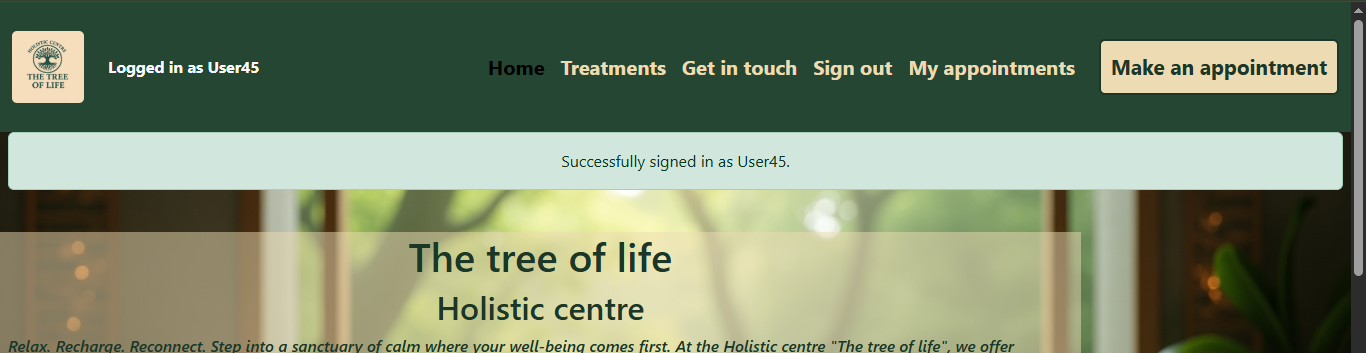 HOLISTIC CENTRE
THE TREE
OF LIFE
Logged in as User45
Home Treatments Get in touch Sign out My appointments Make an appointment
Successfully signed in as User45.
The tree of life
Holistic centre
Relax. Recharge. Reconnect. Step into a sanctuary of calm where your well-being comes first. At the Holistic centre "The tree of life", we offer